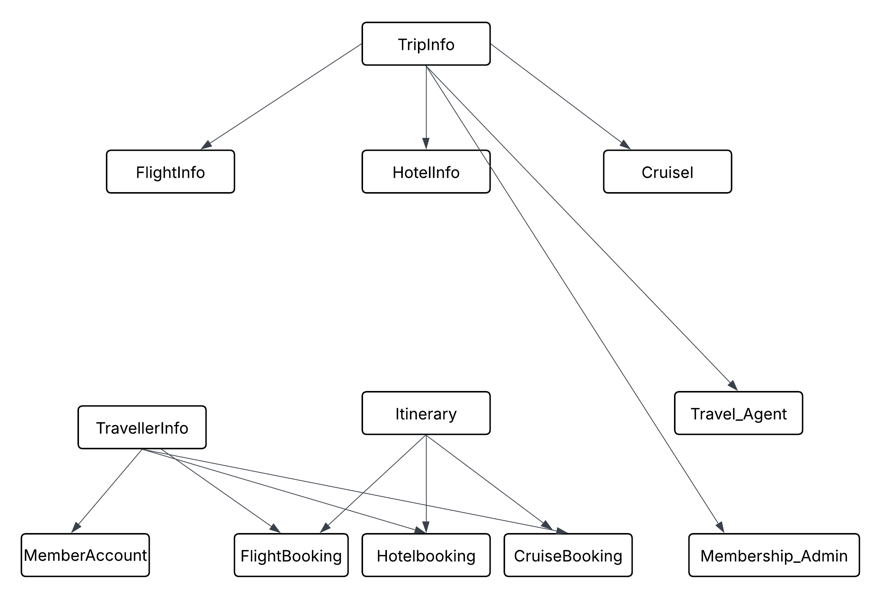 TripInfo
FlightInfo
HotelInfo
CruiseI
Itinerary
Travel_Agent
TravellerInfo
MemberAccount
FlightBooking
Hotelbooking
CruiseBooking
Membership_Admin